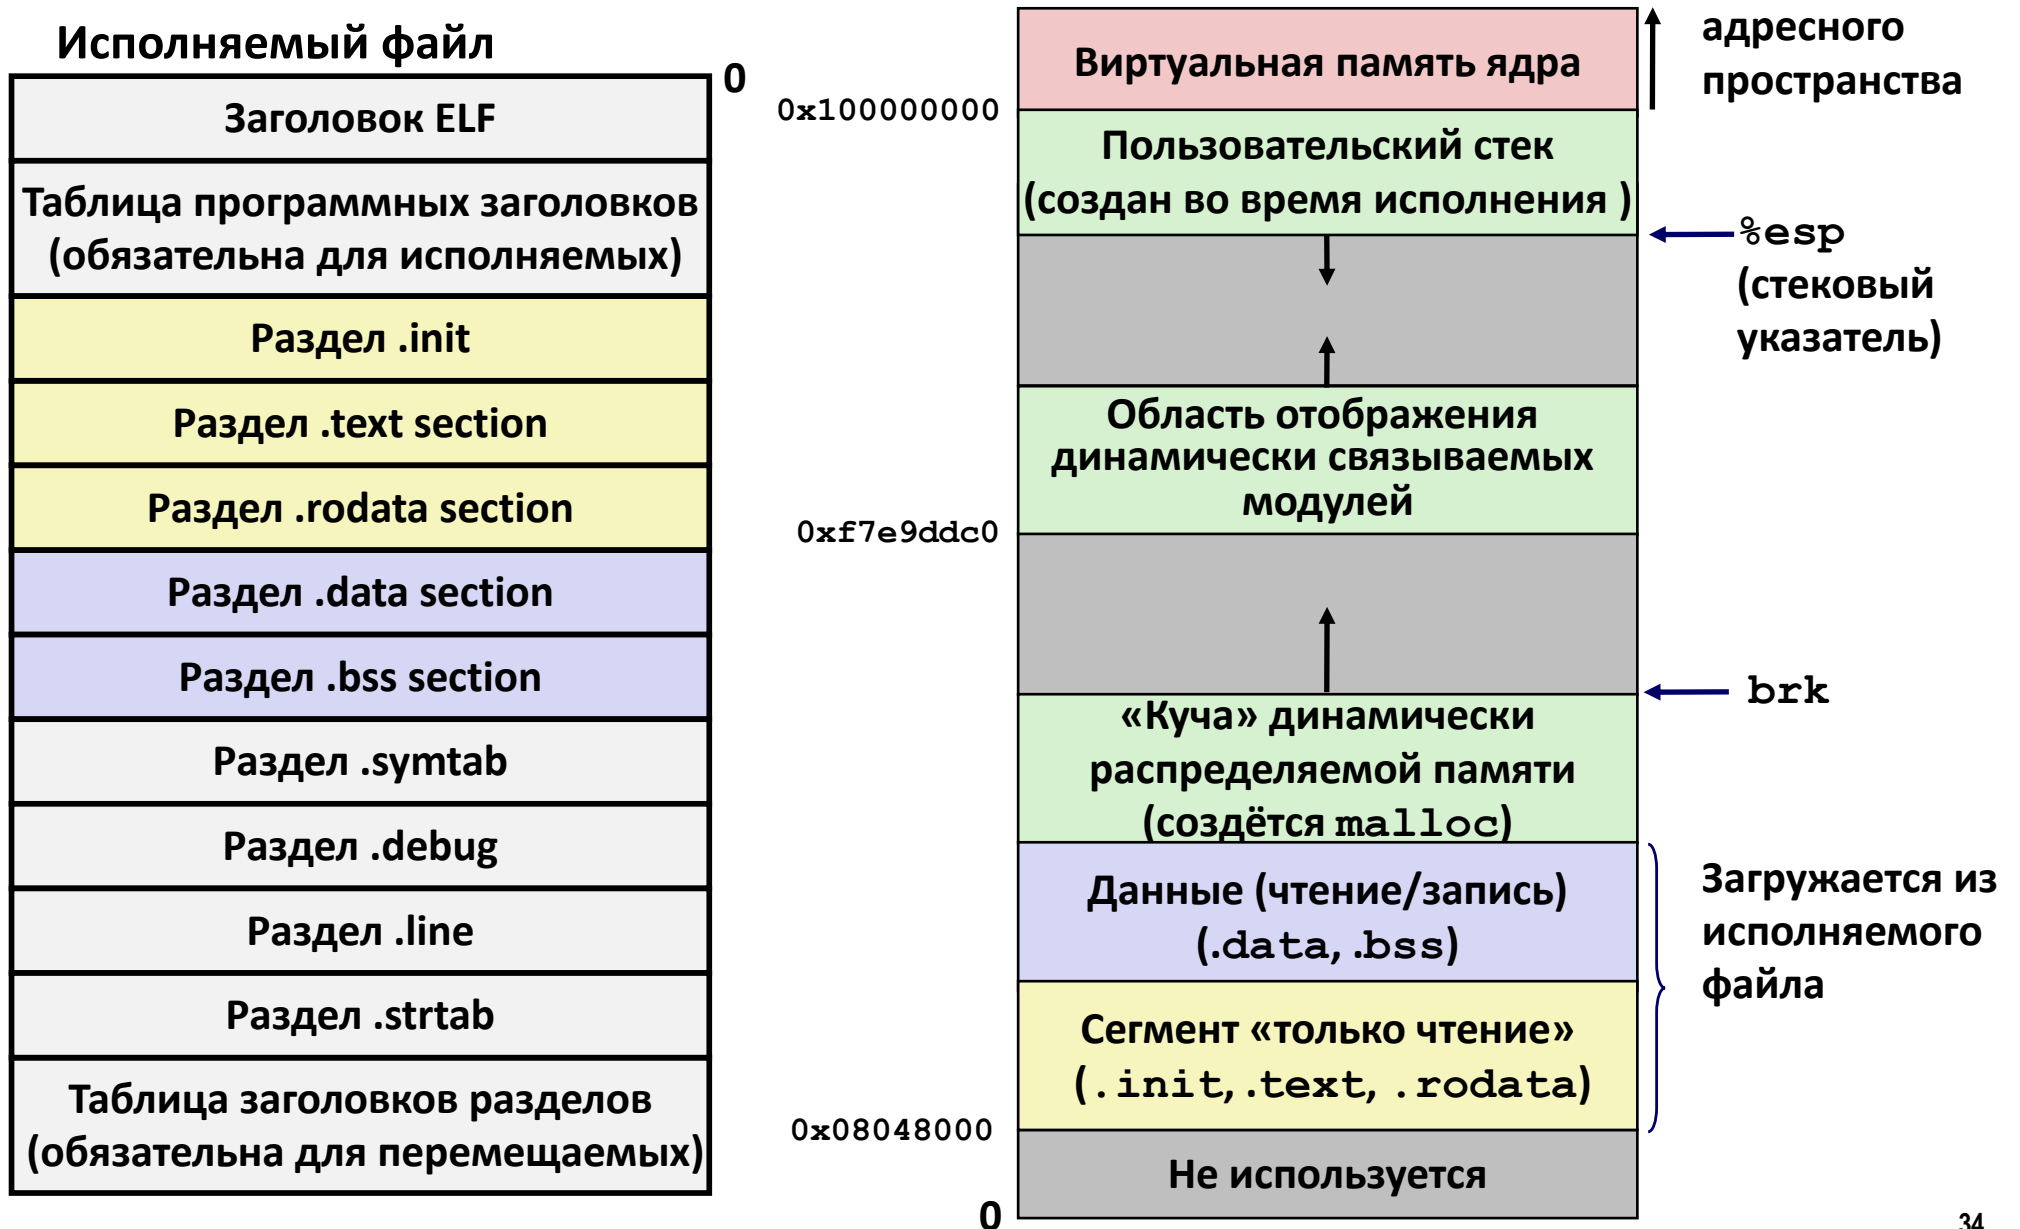 Исполняемый файл
0
Заголовок ELF
Таблица программных заголовков
(обязательна для исполняемых)
Раздел .init
Раздел .text section
Раздел .rodata section
Раздел .data section
Раздел .bss section
Раздел .symtab
Раздел .debug
Раздел .line
Раздел .strtab
Таблица заголовков разделов
(обязательна для перемещаемых)
адресного
пространства
Виртуальная память ядра
0x100000000
Пользовательский стек
(создан во время исполнения )
%esp
(стековый
указатель)
Область отображения
динамически связываемых
модулей
0xf7e9ddc0
brk
«Куча» динамически
распределяемой памяти
(создётся malloc)
Данные (чтение/запись)
(.data, .bss)
Загружается из
исполняемого
файла
Сегмент «только чтение»
(.init, .text, .rodata)
0x08048000
Не используется
0
34